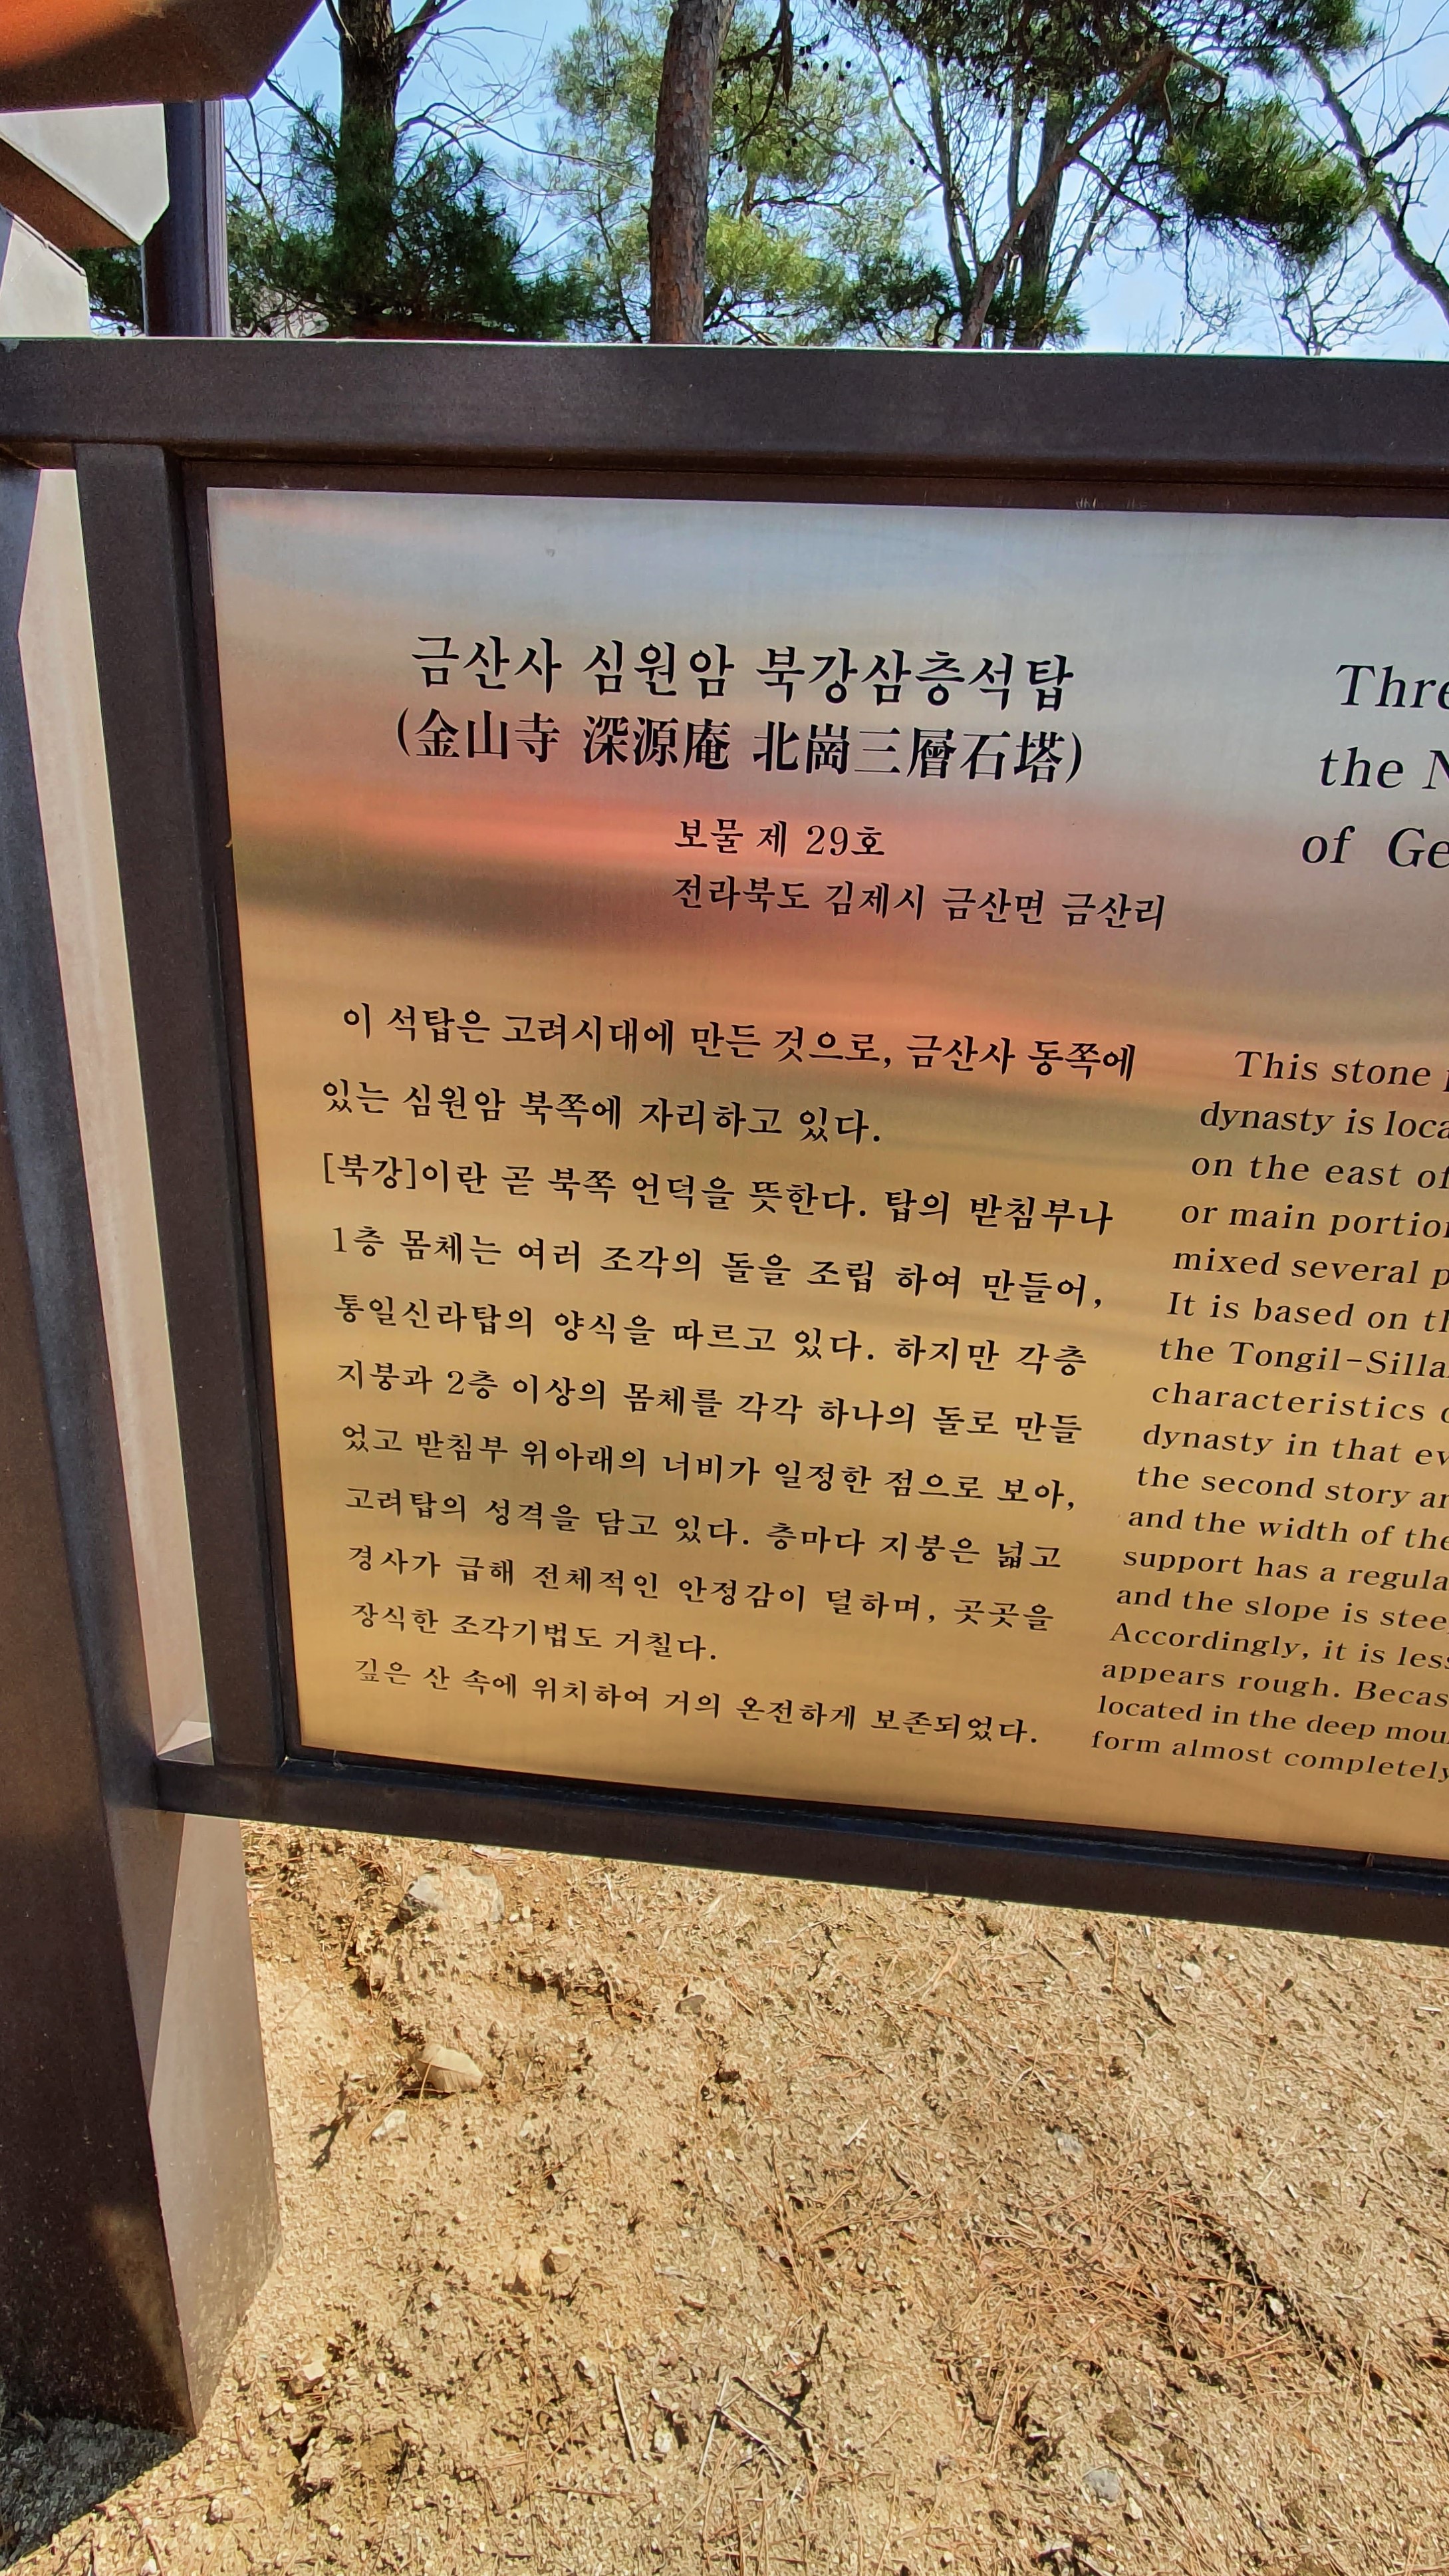 금산사 심원암 북강삼층석탑
(金山寺 深源庵 北崗三層石塔)
보물 제 29호
전라북도 김제시 금산면 금산리
이 석탑은 고려시대에 만든 것으로, 금산사 동쪽에
있는 심원암 북쪽에 자리하고 있다.
[북강]이란 곧 북쪽 언덕을 뜻한다. 탑의 받침부나
1층 몸체는 여러 조각의 돌을 조립 하여 만들어,
통일신라탑의 양식을 따르고 있다. 하지만 각층
지붕과 2층 이상의 몸체를 각각 하나의 돌로 만들
었고 받침부 위아래의 너비가 일정한 점으로 보아,
고려탑의 성격을 담고 있다. 층마다 지붕은 넓고
경사가 급해 전체적인 안정감이 덜하며, 곳곳을
장식한 조각기법도 거칠다.
깊은 산 속에 위치하여 거의 온전하게 보존되었다.
Thre
the N
of Ge
This stone
dynasty is loca
on the east of
or main portion
mixed several p
It is based on th
the Tongil-Silla
characteristics
dynasty in that ev
the second story an
and the width of the
support has a regula
and the slope is stee
Accordingly, it is less
appears rough. Becas
located in the deep mou
form almost completely